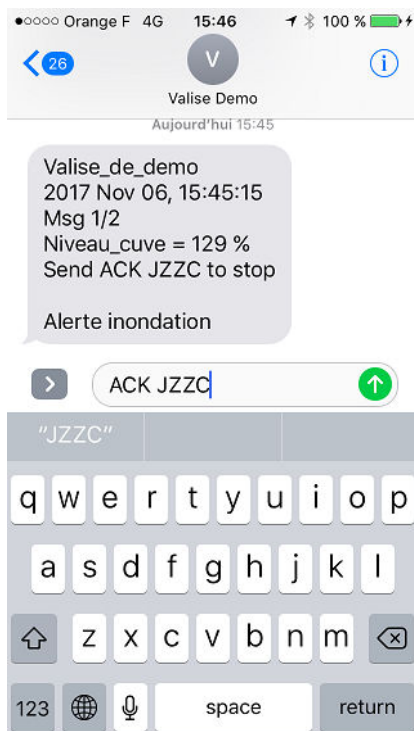 Orange F 4G 15:46 100 %
26
V
Valise Demo
Aujourd'hui 15:45
Valise_de_demo
2017 Nov 06, 15:45:15
Msg 1/2
Niveau_cuve = 129 %
Send ACK JZZC to stop
Alerte inondation
ACK JZZC
"JZZC"
q w e r t y u i o p
a s d f g h j k l
z x c v b n m
123 space return